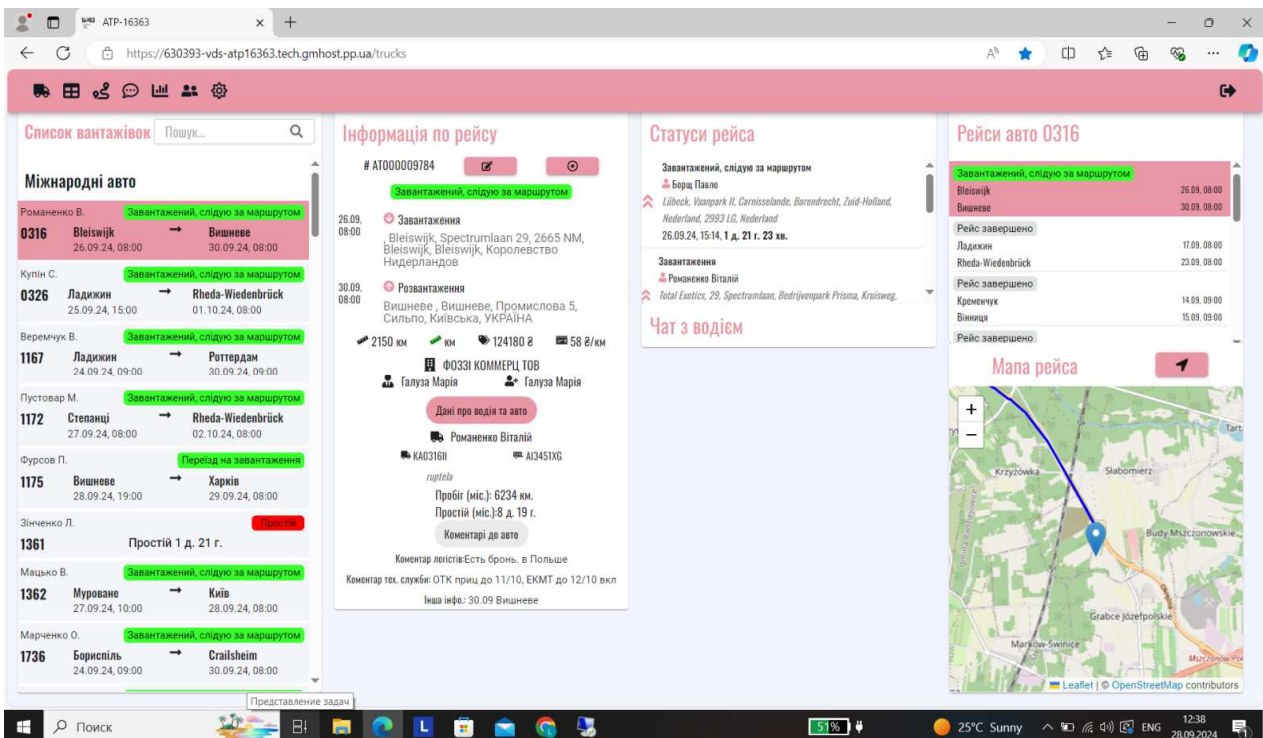 ATP-16363
https://630393-vds-atp16363.tech.gmhost.pp.ua/trucks
Список вантажівок
Пошук...
Міжнародні авто
Романенко В. Завантажений, слідую за маршрутом
0316 Bleiswijk → Вишневе
26.09.24, 08:00 30.09.24, 08:00
Купін С. Завантажений, слідую за маршрутом
0326 Ладижин → Rheda-Wiedenbrück
25.09.24, 15:00 01.10.24, 08:00
Веремчук В. Завантажений, слідую за маршрутом
1167 Ладижин → Роттердам
24.09.24, 09:00 30.09.24, 09:00
Пустовар М. Завантажений, слідую за маршрутом
1172 Степанці → Rheda-Wiedenbrück
27.09.24, 08:00 02.10.24, 08:00
Фурсов П. Переїзд на завантаження
1175 Вишневе → Харків
28.09.24, 19:00 29.09.24, 08:00
Зінченко Л. Простій
1361 Простій 1 д. 21 г.
Мацько В. Завантажений, слідую за маршрутом
1362 Муроване → Київ
27.09.24, 10:00 28.09.24, 08:00
Марченко О. Завантажений, слідую за маршрутом
1736 Бориспіль → Crailsheim
24.09.24, 09:00 30.09.24, 08:00
Інформація по рейсу
# AT000009784
Завантажений, слідую за маршрутом
26.09, 08:00 Завантаження
, Bleiswijk, Spectrumlaan 29, 2665 NM,
Bleiswijk, Bleiswijk, Королевство
Нидерландов
30.09, 08:00 Розвантаження
Вишневе , Вишневе, Промислова 5,
Сильпо, Київська, УКРАЇНА
2150 км км 124180 ₴ 58 ₴/км
ФОЗЗІ КОММЕРЦ ТОВ
Галуза Марія Галуза Марія
Дані про водія та авто
Романенко Віталій
KA0316II AI3451XG
ruptela
Пробіг (міс.): 6234 км.
Простій (міс.):8 д. 19 г.
Коментарі до авто
Коментар логістів:Есть бронь. в Польше
Коментар тех. служби: ОТК приц до 11/10, ЕКМТ до 12/10 вкл
Інша інфо.: 30.09 Вишневе
Статуси рейса
Завантажений, слідую за маршрутом
Борщ Павло
Lübeck, Vaanpark II, Carnisselande, Barendrecht, Zuid-Holland,
Nederland, 2993 LG, Nederland
26.09.24, 15:14, 1 д. 21 г. 23 хв.
Завантаження
Романенко Віталій
Total Exotics, 29, Spectrumlaan, Bedrijvenpark Prisma, Kruisweg,
Чат з водієм
Рейси авто 0316
Завантажений, слідую за маршрутом
Bleiswijk 26.09, 08:00
Вишневе 30.09, 08:00
Рейс завершено
Ладижин 17.09, 08:00
Rheda-Wiedenbrück 23.09, 08:00
Рейс завершено
Кременчук 14.09, 09:00
Вінниця 15.09, 09:00
Рейс завершено
Мапа рейса
+
−
Krzyżówka
Słabomierz
Tart
Budy Mszczonowskie
gmina Radziejowice
Okrężna
Grabce Józefpolskie
Marków-Świnice
Leaflet | © OpenStreetMap contributors
Представление задач
Поиск
51%
25°C Sunny
ENG
12:38
28.09.2024